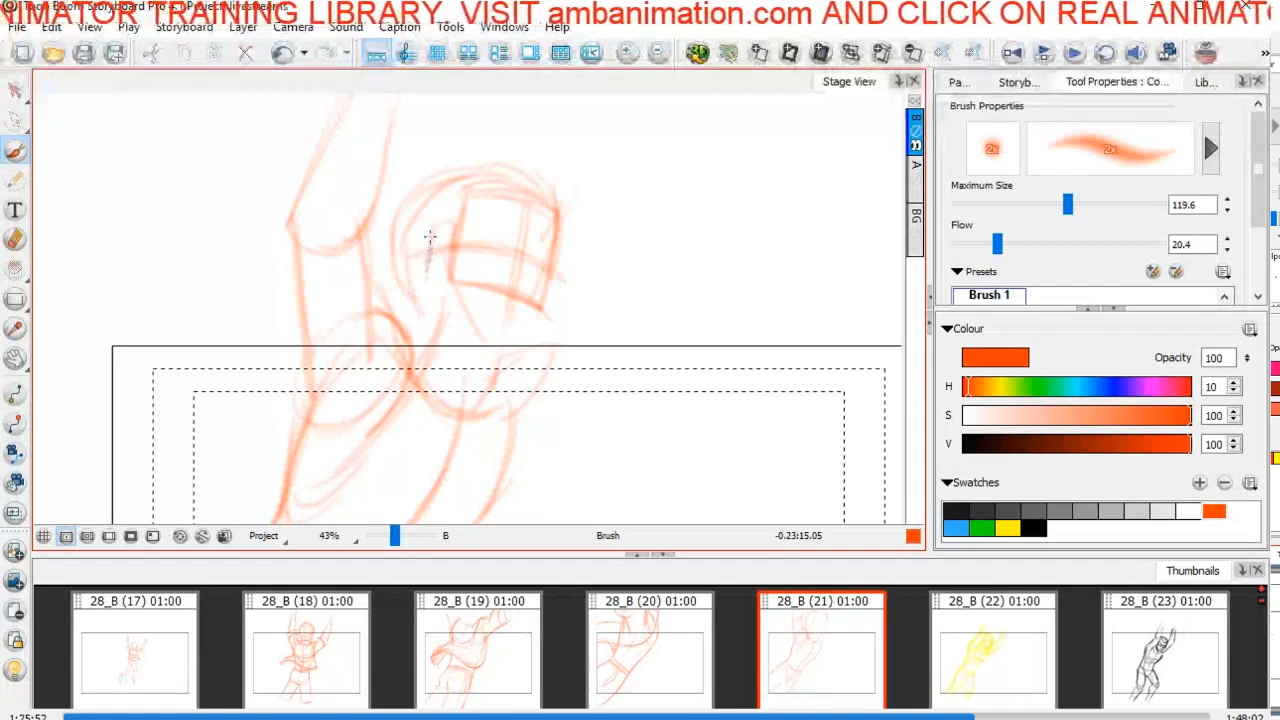 NIMATION DRAWING LIBRARY, VISIT ambanimation.com AND CLICK ON REAL ANIMAT
File Edit View Play Storyboard Layer Camera Sound Caption Tools Windows Help
Stage View
Pa... Storyb... Tool Properties : Co... Lib...
Brush Properties
2x 2x
Maximum Size
119.6
Flow
20.4
Presets
Brush 1
B
A
BG
Colour
Opacity 100
H 10
S 100
V 100
Swatches
Project 43% B Brush -0.23:15.05
Thumbnails
28_B (17) 01:00 28_B (18) 01:00 28_B (19) 01:00 28_B (20) 01:00 28_B (21) 01:00 28_B (22) 01:00 28_B (23) 01:00
1:25:52 1:48:02